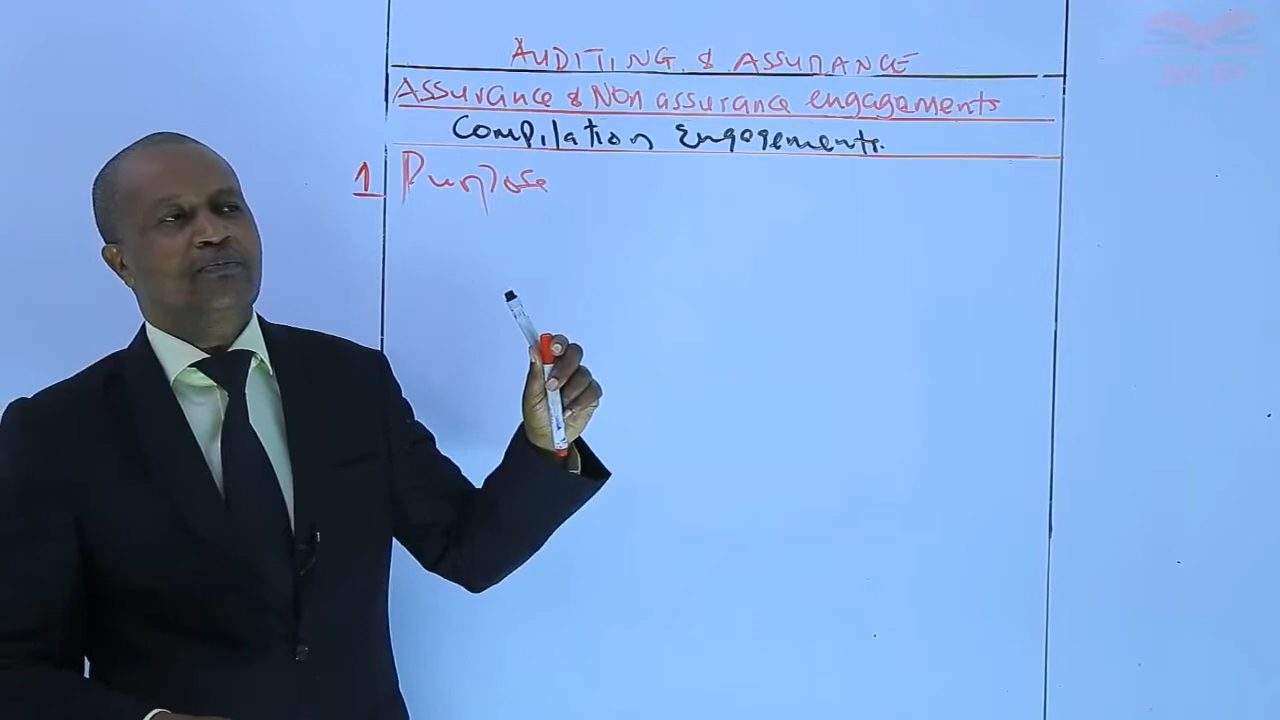 AUDITING & ASSURANCE
Assurance & Non assurance engagements
Compilation Engagements.
1 Purpose